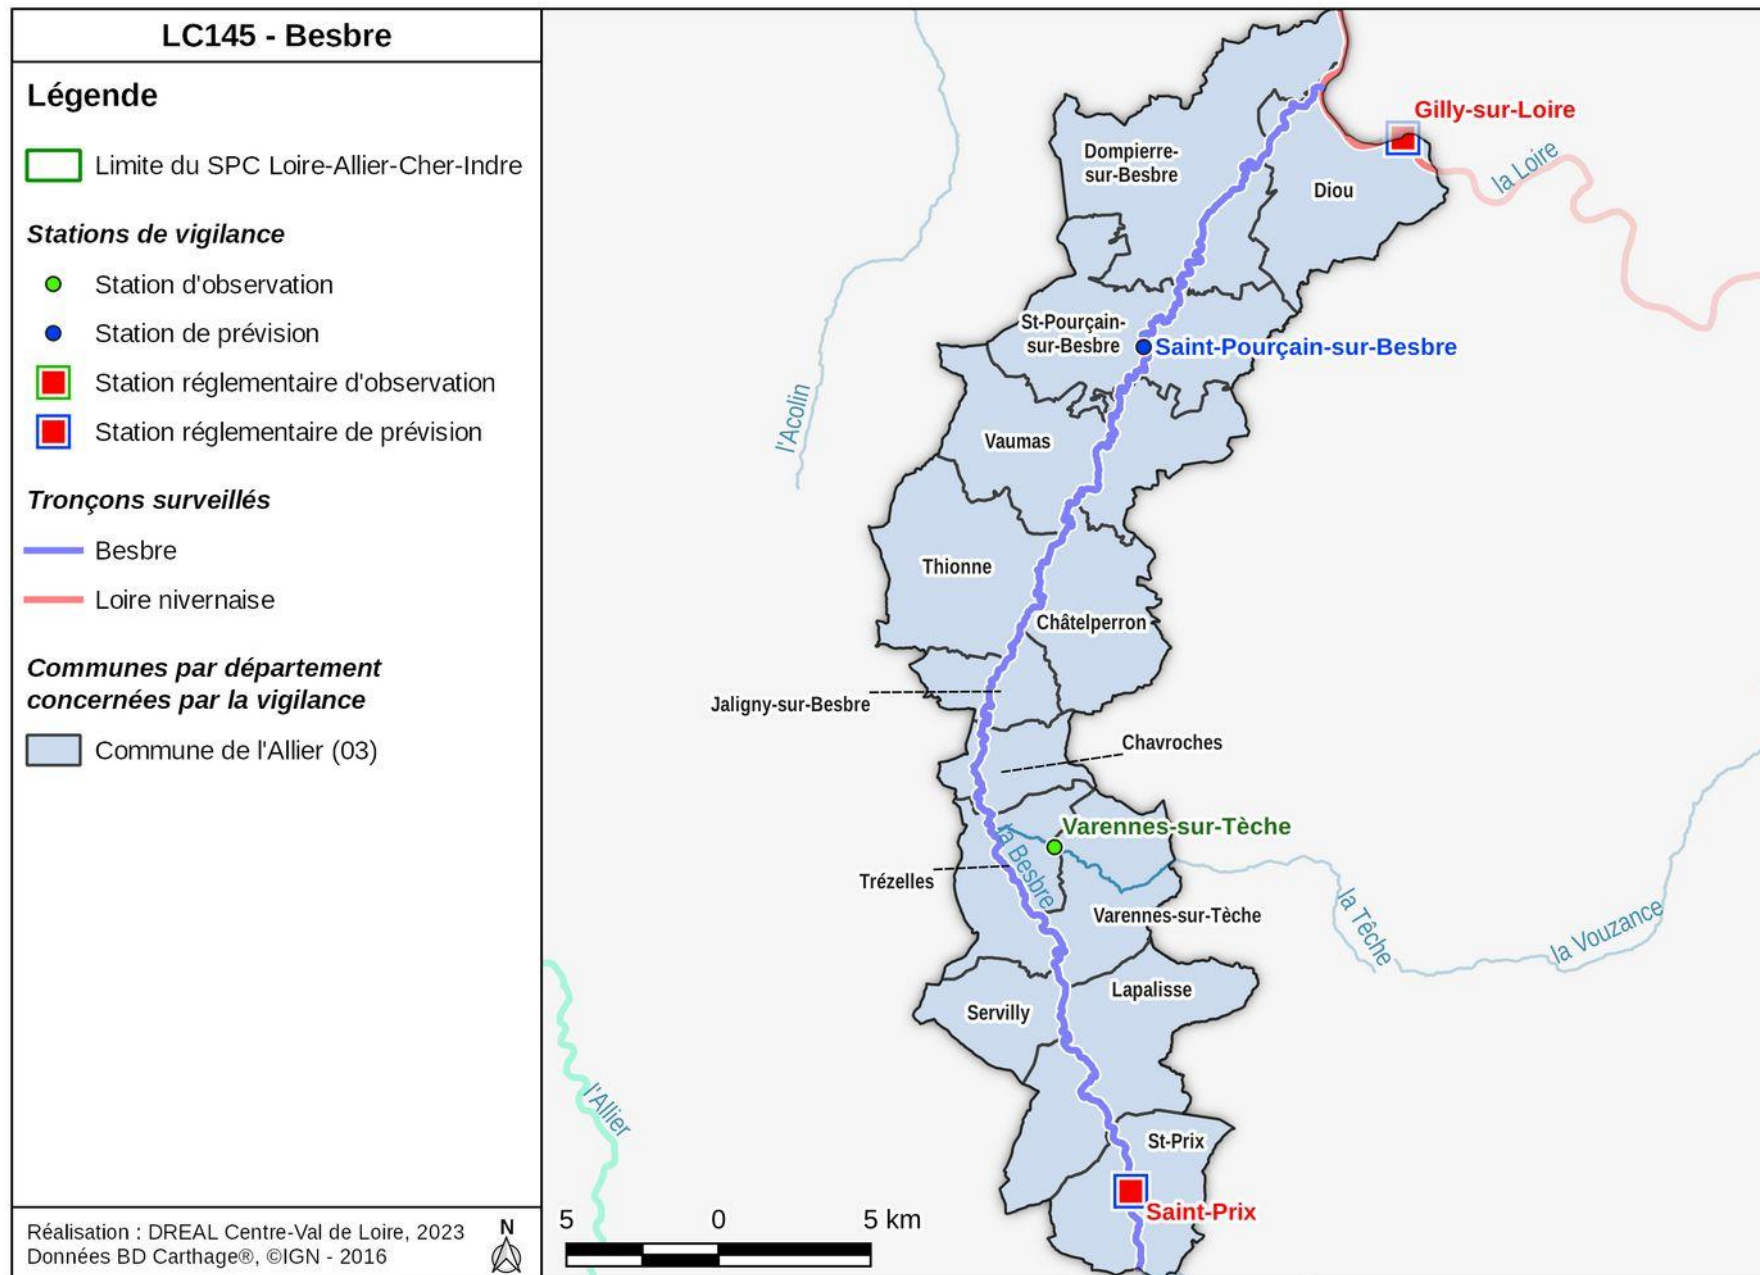 LC145 - Besbre
Légende
Limite du SPC Loire-Allier-Cher-Indre
Stations de vigilance
Station d'observation
Station de prévision
Station réglementaire d'observation
Station réglementaire de prévision
Tronçons surveillés
Besbre
Loire nivernaise
Communes par département
concernées par la vigilance
Commune de l'Allier (03)
Réalisation : DREAL Centre-Val de Loire, 2023
Données BD Carthage®, ©IGN - 2016
N
Gilly-sur-Loire
la Loire
Dompierre-
sur-Besbre
Diou
St-Pourçain-
sur-Besbre
Saint-Pourçain-sur-Besbre
l'Acolin
Vaumas
Thionne
Châtelperron
Jaligny-sur-Besbre
Chavroches
Varennes-sur-Tèche
la Besbre
Trézelles
Varennes-sur-Tèche
la Têche
la Vouzance
Lapalisse
Servilly
l'Allier
St-Prix
Saint-Prix
5 0 5 km